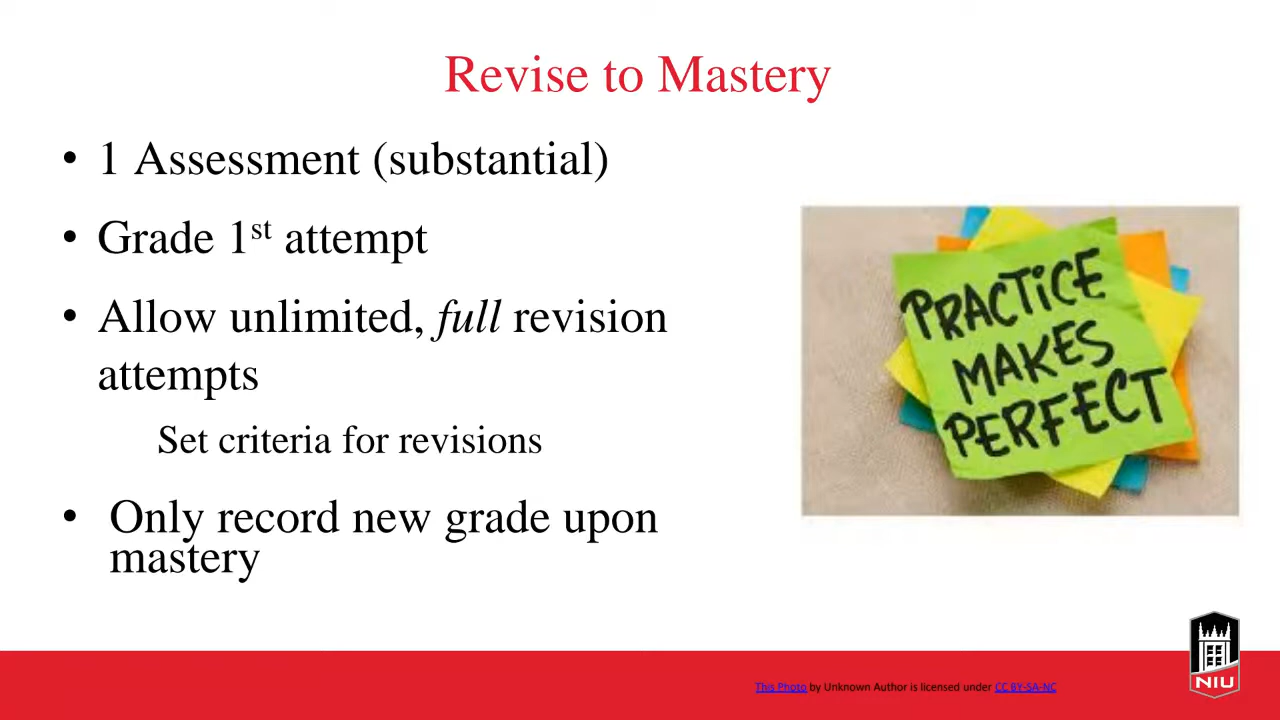 Revise to Mastery
• 1 Assessment (substantial)
• Grade 1st attempt
• Allow unlimited, full revision
attempts
Set criteria for revisions
• Only record new grade upon
mastery
PRACTICE
MAKES
PERFECT
This Photo by Unknown Author is licensed under CC BY-SA-NC
NIU